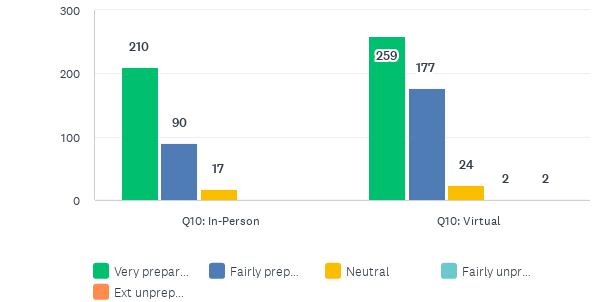 300
259
210
200
177
100
90
24
17
2
2
0
Q10: In-Person
Q10: Virtual
Very prepar...
Fairly prep...
Neutral
Fairly unpr...
Ext unprep...